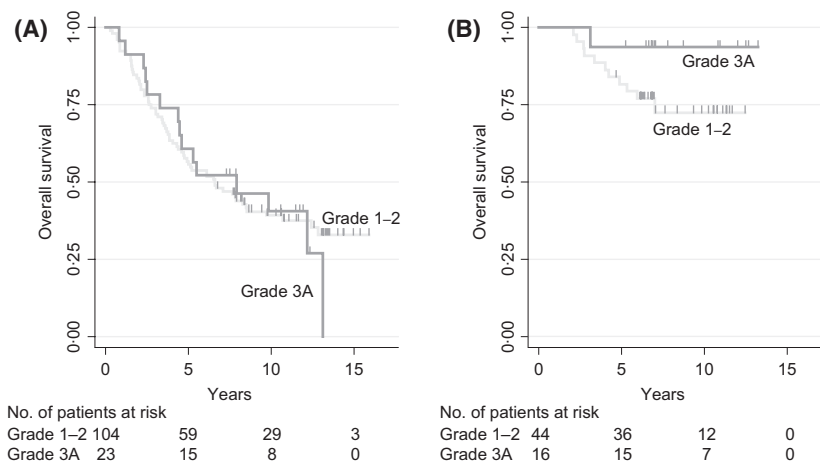 (A)
1·00
0·75
0·50
0·25
0·00
Overall survival
Grade 1–2
Grade 3A
0 5 10 15
Years
No. of patients at risk
Grade 1–2 104 59 29 3
Grade 3A 23 15 8 0
(B)
1·00
0·75
0·50
0·25
0·00
Overall survival
Grade 3A
Grade 1–2
0 5 10 15
Years
No. of patients at risk
Grade 1–2 44 36 12 0
Grade 3A 16 15 7 0